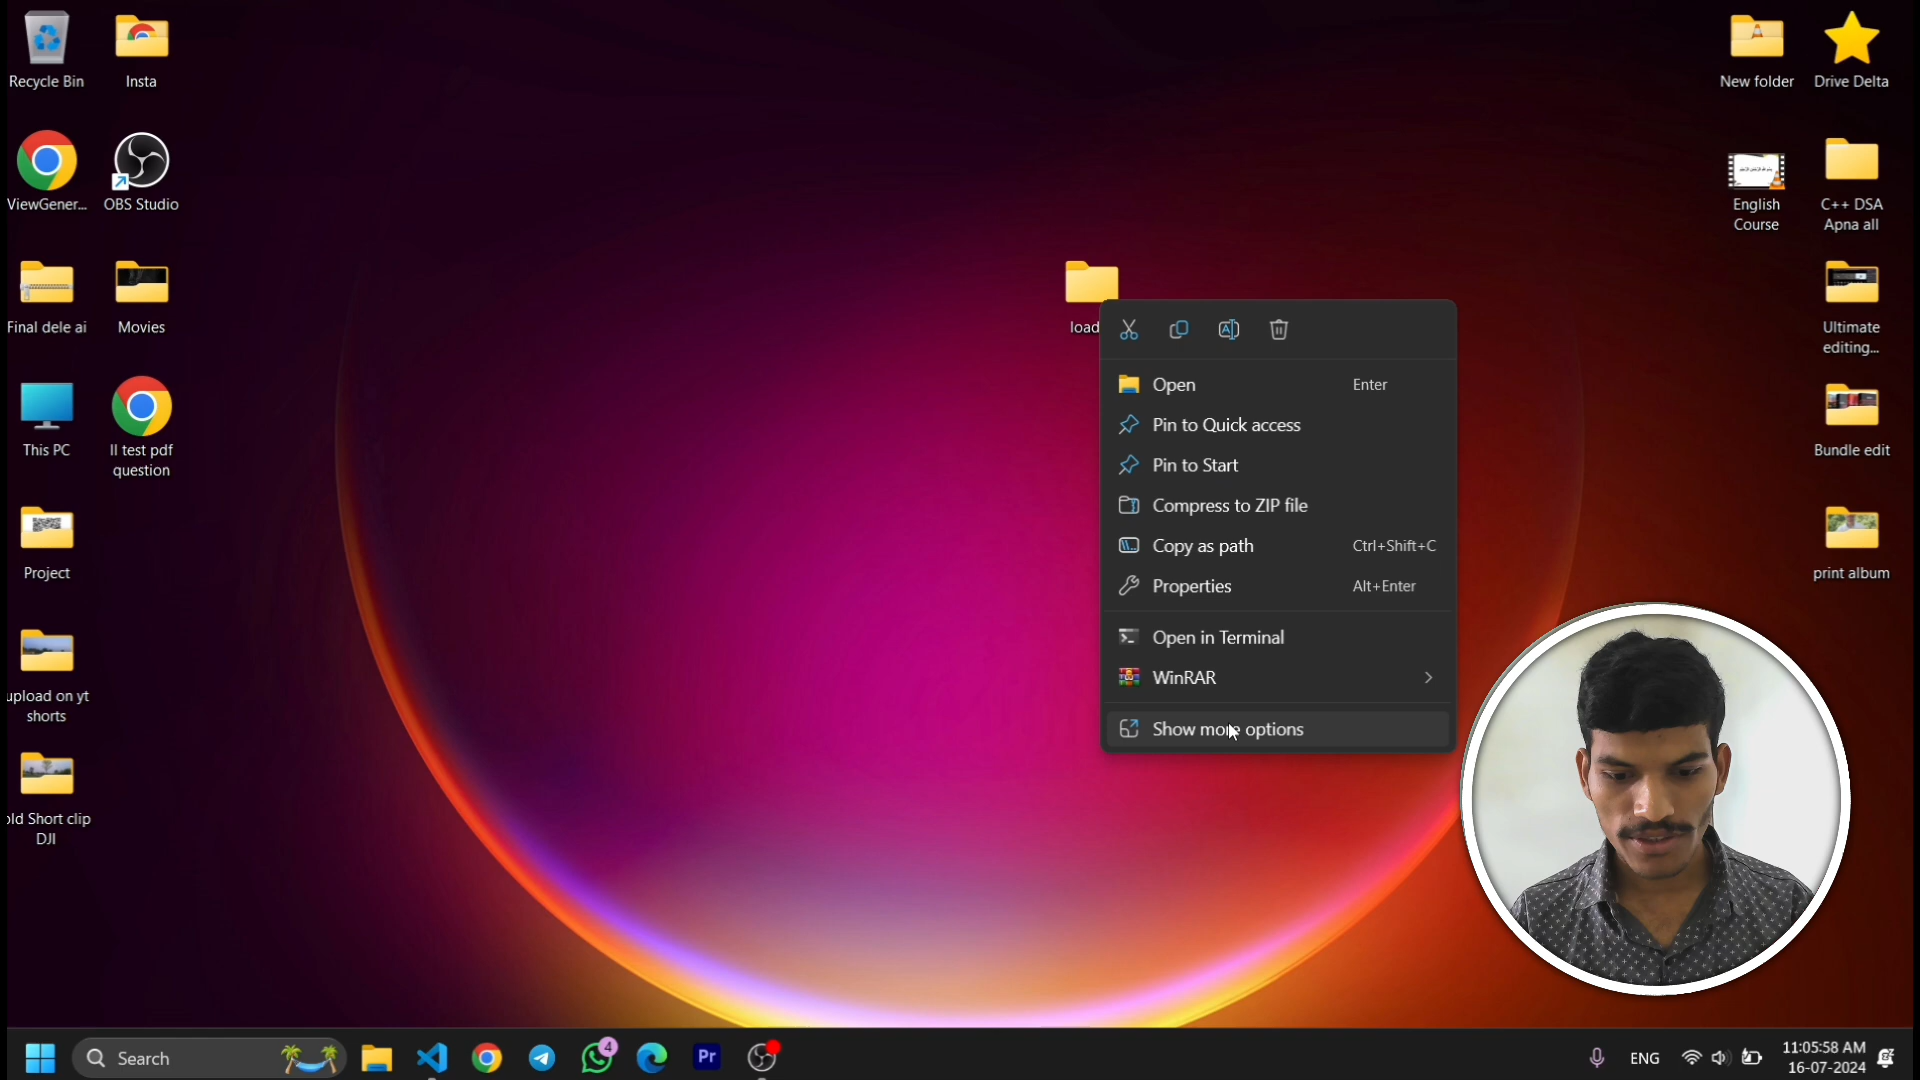 Recycle Bin
Insta
ViewGener...
OBS Studio
Final dele ai
Movies
This PC
II test pdf
question
Project
upload on yt
shorts
old Short clip
DJI
load
Open Enter
Pin to Quick access
Pin to Start
Compress to ZIP file
Copy as path Ctrl+Shift+C
Properties Alt+Enter
Open in Terminal
WinRAR
Show more options
New folder
Drive Delta
English
Course
C++ DSA
Apna all
Ultimate
editing...
Bundle edit
print album
Search
4
Pr
ENG
11:05:58 AM
16-07-2024